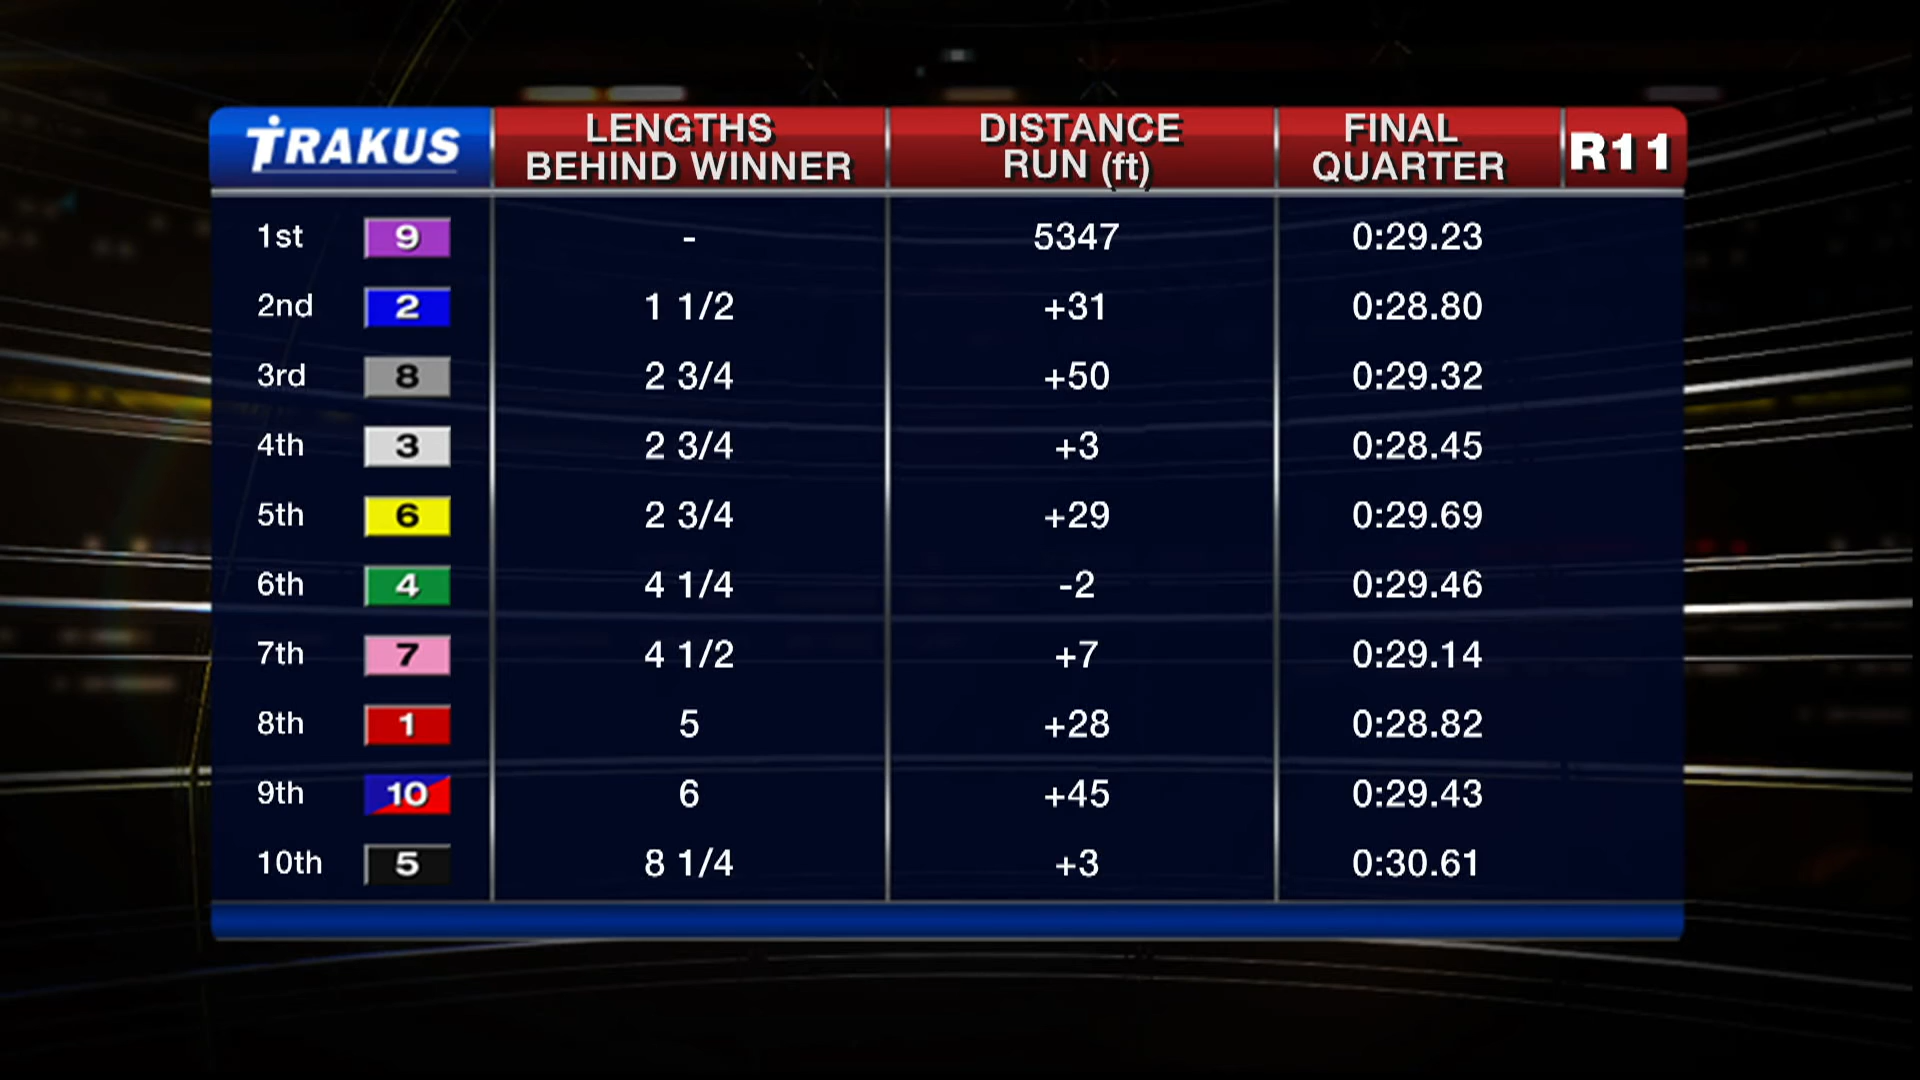 TRAKUS
LENGTHS BEHIND WINNER
DISTANCE RUN (ft)
FINAL QUARTER
R11
1st 9 - 5347 0:29.23
2nd 2 1 1/2 +31 0:28.80
3rd 8 2 3/4 +50 0:29.32
4th 3 2 3/4 +3 0:28.45
5th 6 2 3/4 +29 0:29.69
6th 4 4 1/4 -2 0:29.46
7th 7 4 1/2 +7 0:29.14
8th 1 5 +28 0:28.82
9th 10 6 +45 0:29.43
10th 5 8 1/4 +3 0:30.61